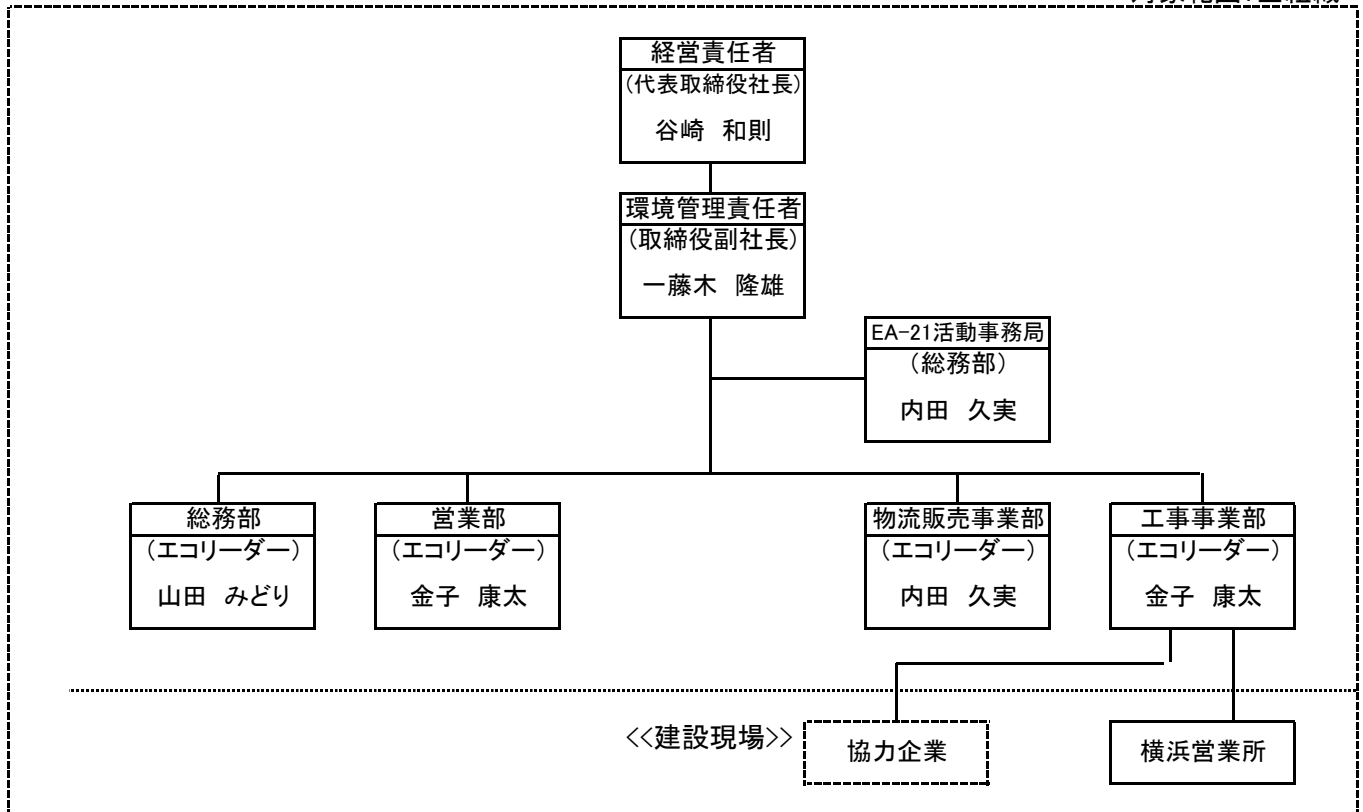 経営責任者
(代表取締役社長)
谷崎 和則
環境管理責任者
(取締役副社長)
一藤木 隆雄
EA-21活動事務局
(総務部)
内田 久実
総務部
(エコリーダー)
山田 みどり
営業部
(エコリーダー)
金子 康太
物流販売事業部
(エコリーダー)
内田 久実
工事事業部
(エコリーダー)
金子 康太
<<建設現場>>
協力企業
横浜営業所